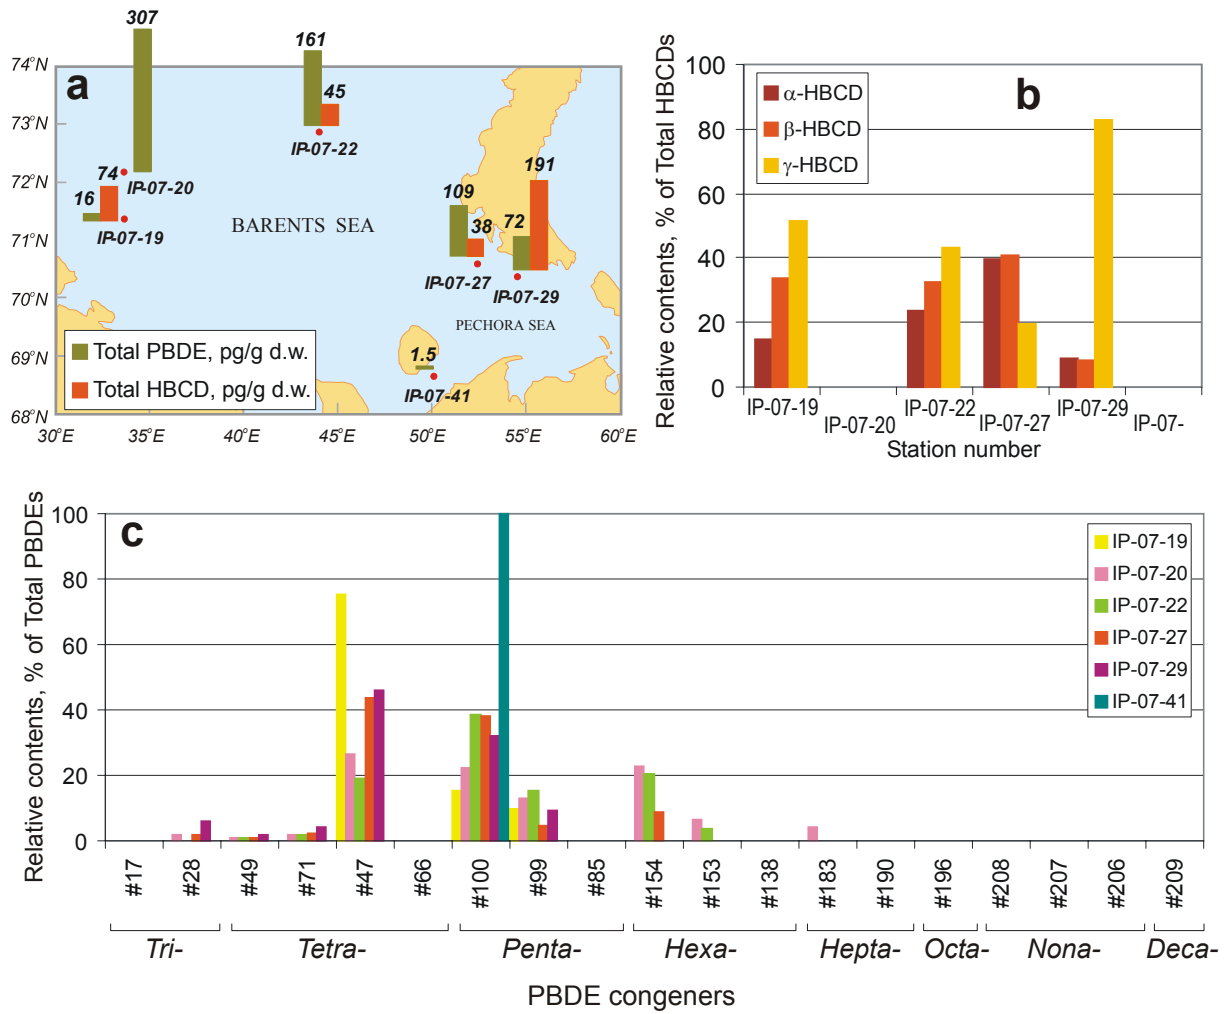 307
161
74°N
a
45
73°N
IP-07-22
191
74
72°N
16
IP-07-20
109
72
BARENTS SEA
38
IP-07-19
71°N
IP-07-27
IP-07-29
70°N
PECHORA SEA
Total PBDE, pg/g d.w.
1.5
69°N
Total HBCD, pg/g d.w.
IP-07-41
68°N
30°E
35°E
40°E
45°E
50°E
55°E
60°E
Relative contents, % of Total HBCDs
100
80
60
40
20
0
b
α-HBCD
β-HBCD
γ-HBCD
IP-07-19
IP-07-20
IP-07-22
IP-07-27
IP-07-29
IP-07-
Station number
Relative contents, % of Total PBDEs
100
80
60
40
20
0
c
IP-07-19
IP-07-20
IP-07-22
IP-07-27
IP-07-29
IP-07-41
#17
#28
#49
#71
#47
#66
#100
#99
#85
#154
#153
#138
#183
#190
#196
#208
#207
#206
#209
Tri-
Tetra-
Penta-
Hexa-
Hepta-
Octa-
Nona-
Deca-
PBDE congeners